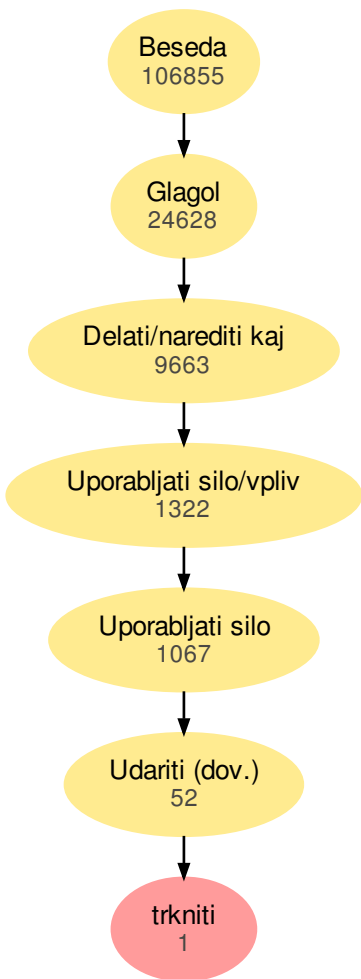 Beseda
106855
Glagol
24628
Delati/narediti kaj
9663
Uporabljati silo/vpliv
1322
Uporabljati silo
1067
Udariti (dov.)
52
trkniti
1